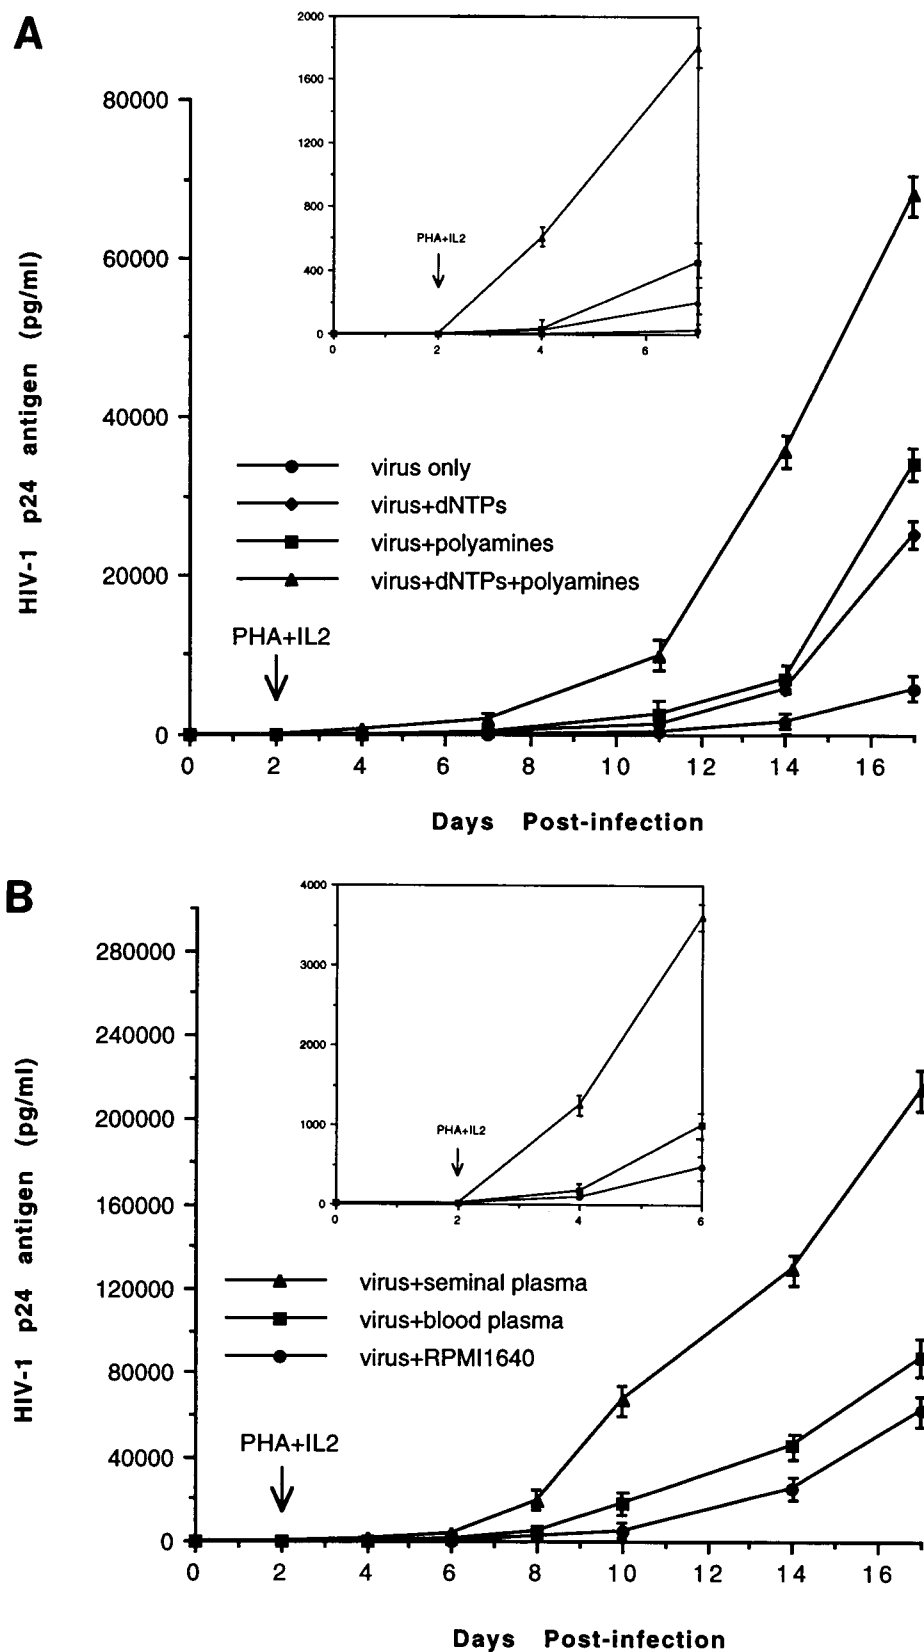 A
2000
1600
1200
800
400
0
PHA+IL2
0 2 4 6
80000
60000
40000
20000
0
HIV-1 p24 antigen (pg/ml)
virus only
virus+dNTPs
virus+polyamines
virus+dNTPs+polyamines
PHA+IL2
0 2 4 6 8 10 12 14 16
Days Post-infection
B
4000
3000
2000
1000
0
PHA+IL2
0 2 4 6
280000
240000
200000
160000
120000
80000
40000
0
HIV-1 p24 antigen (pg/ml)
virus+seminal plasma
virus+blood plasma
virus+RPMI1640
PHA+IL2
0 2 4 6 8 10 12 14 16
Days Post-infection